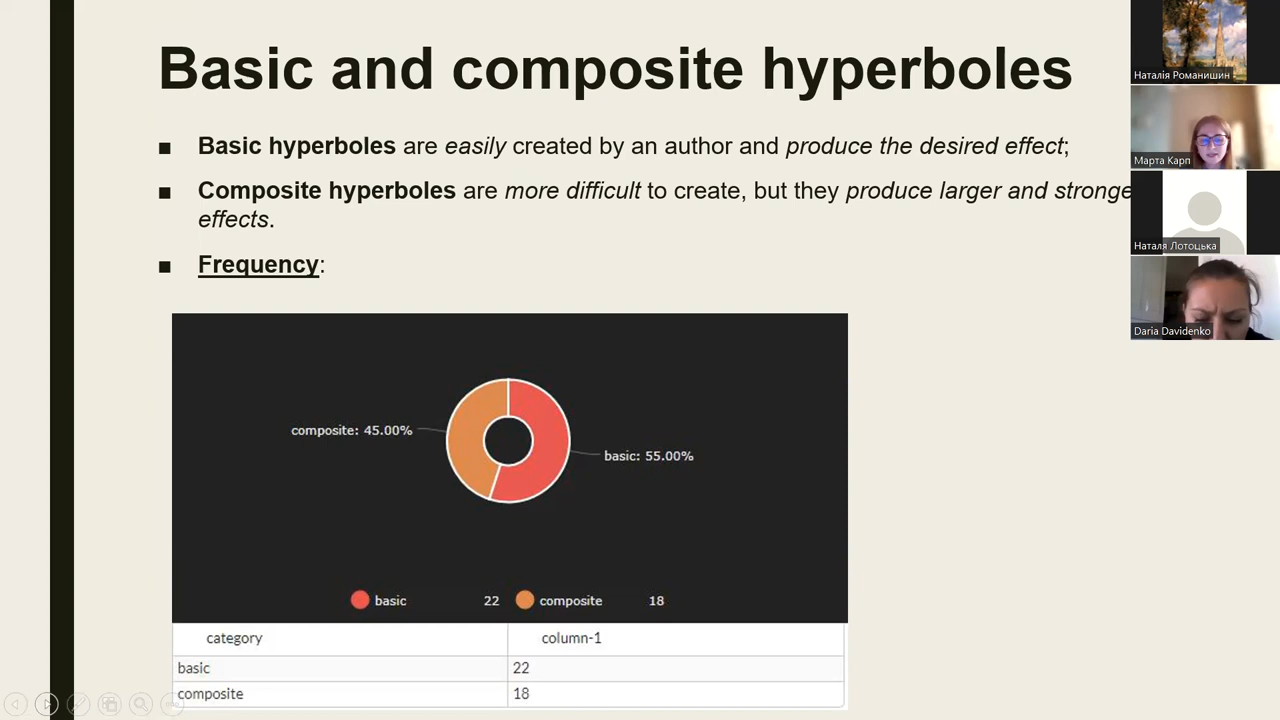 Basic and composite hyperboles
Basic hyperboles are easily created by an author and produce the desired effect;
Composite hyperboles are more difficult to create, but they produce larger and stronge
effects.
Frequency:
composite: 45.00%
basic: 55.00%
basic 22 composite 18
category column-1
basic 22
composite 18
Наталія Романишин
Марта Карп
Наталя Лотоцька
Daria Davidenko